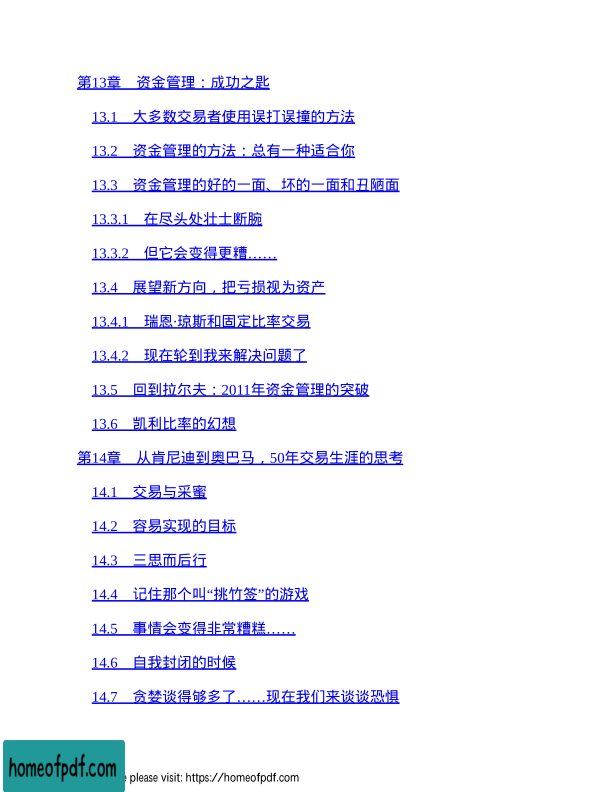 第13章　资金管理：成功之匙
13.1　大多数交易者使用误打误撞的方法
13.2　资金管理的方法：总有一种适合你
13.3　资金管理的好的一面、坏的一面和丑陋面
13.3.1　在尽头处壮士断腕
13.3.2　但它会变得更糟……
13.4　展望新方向，把亏损视为资产
13.4.1　瑞恩·琼斯和固定比率交易
13.4.2　现在轮到我来解决问题了
13.5　回到拉尔夫：2011年资金管理的突破
13.6　凯利比率的幻想
第14章　从肯尼迪到奥巴马，50年交易生涯的思考
14.1　交易与采蜜
14.2　容易实现的目标
14.3　三思而后行
14.4　记住那个叫“挑竹签”的游戏
14.5　事情会变得非常糟糕……
14.6　自我封闭的时候
14.7　贪婪谈得够多了……现在我们来谈谈恐惧
homeofpdf.com
please visit: https://homeofpdf.com